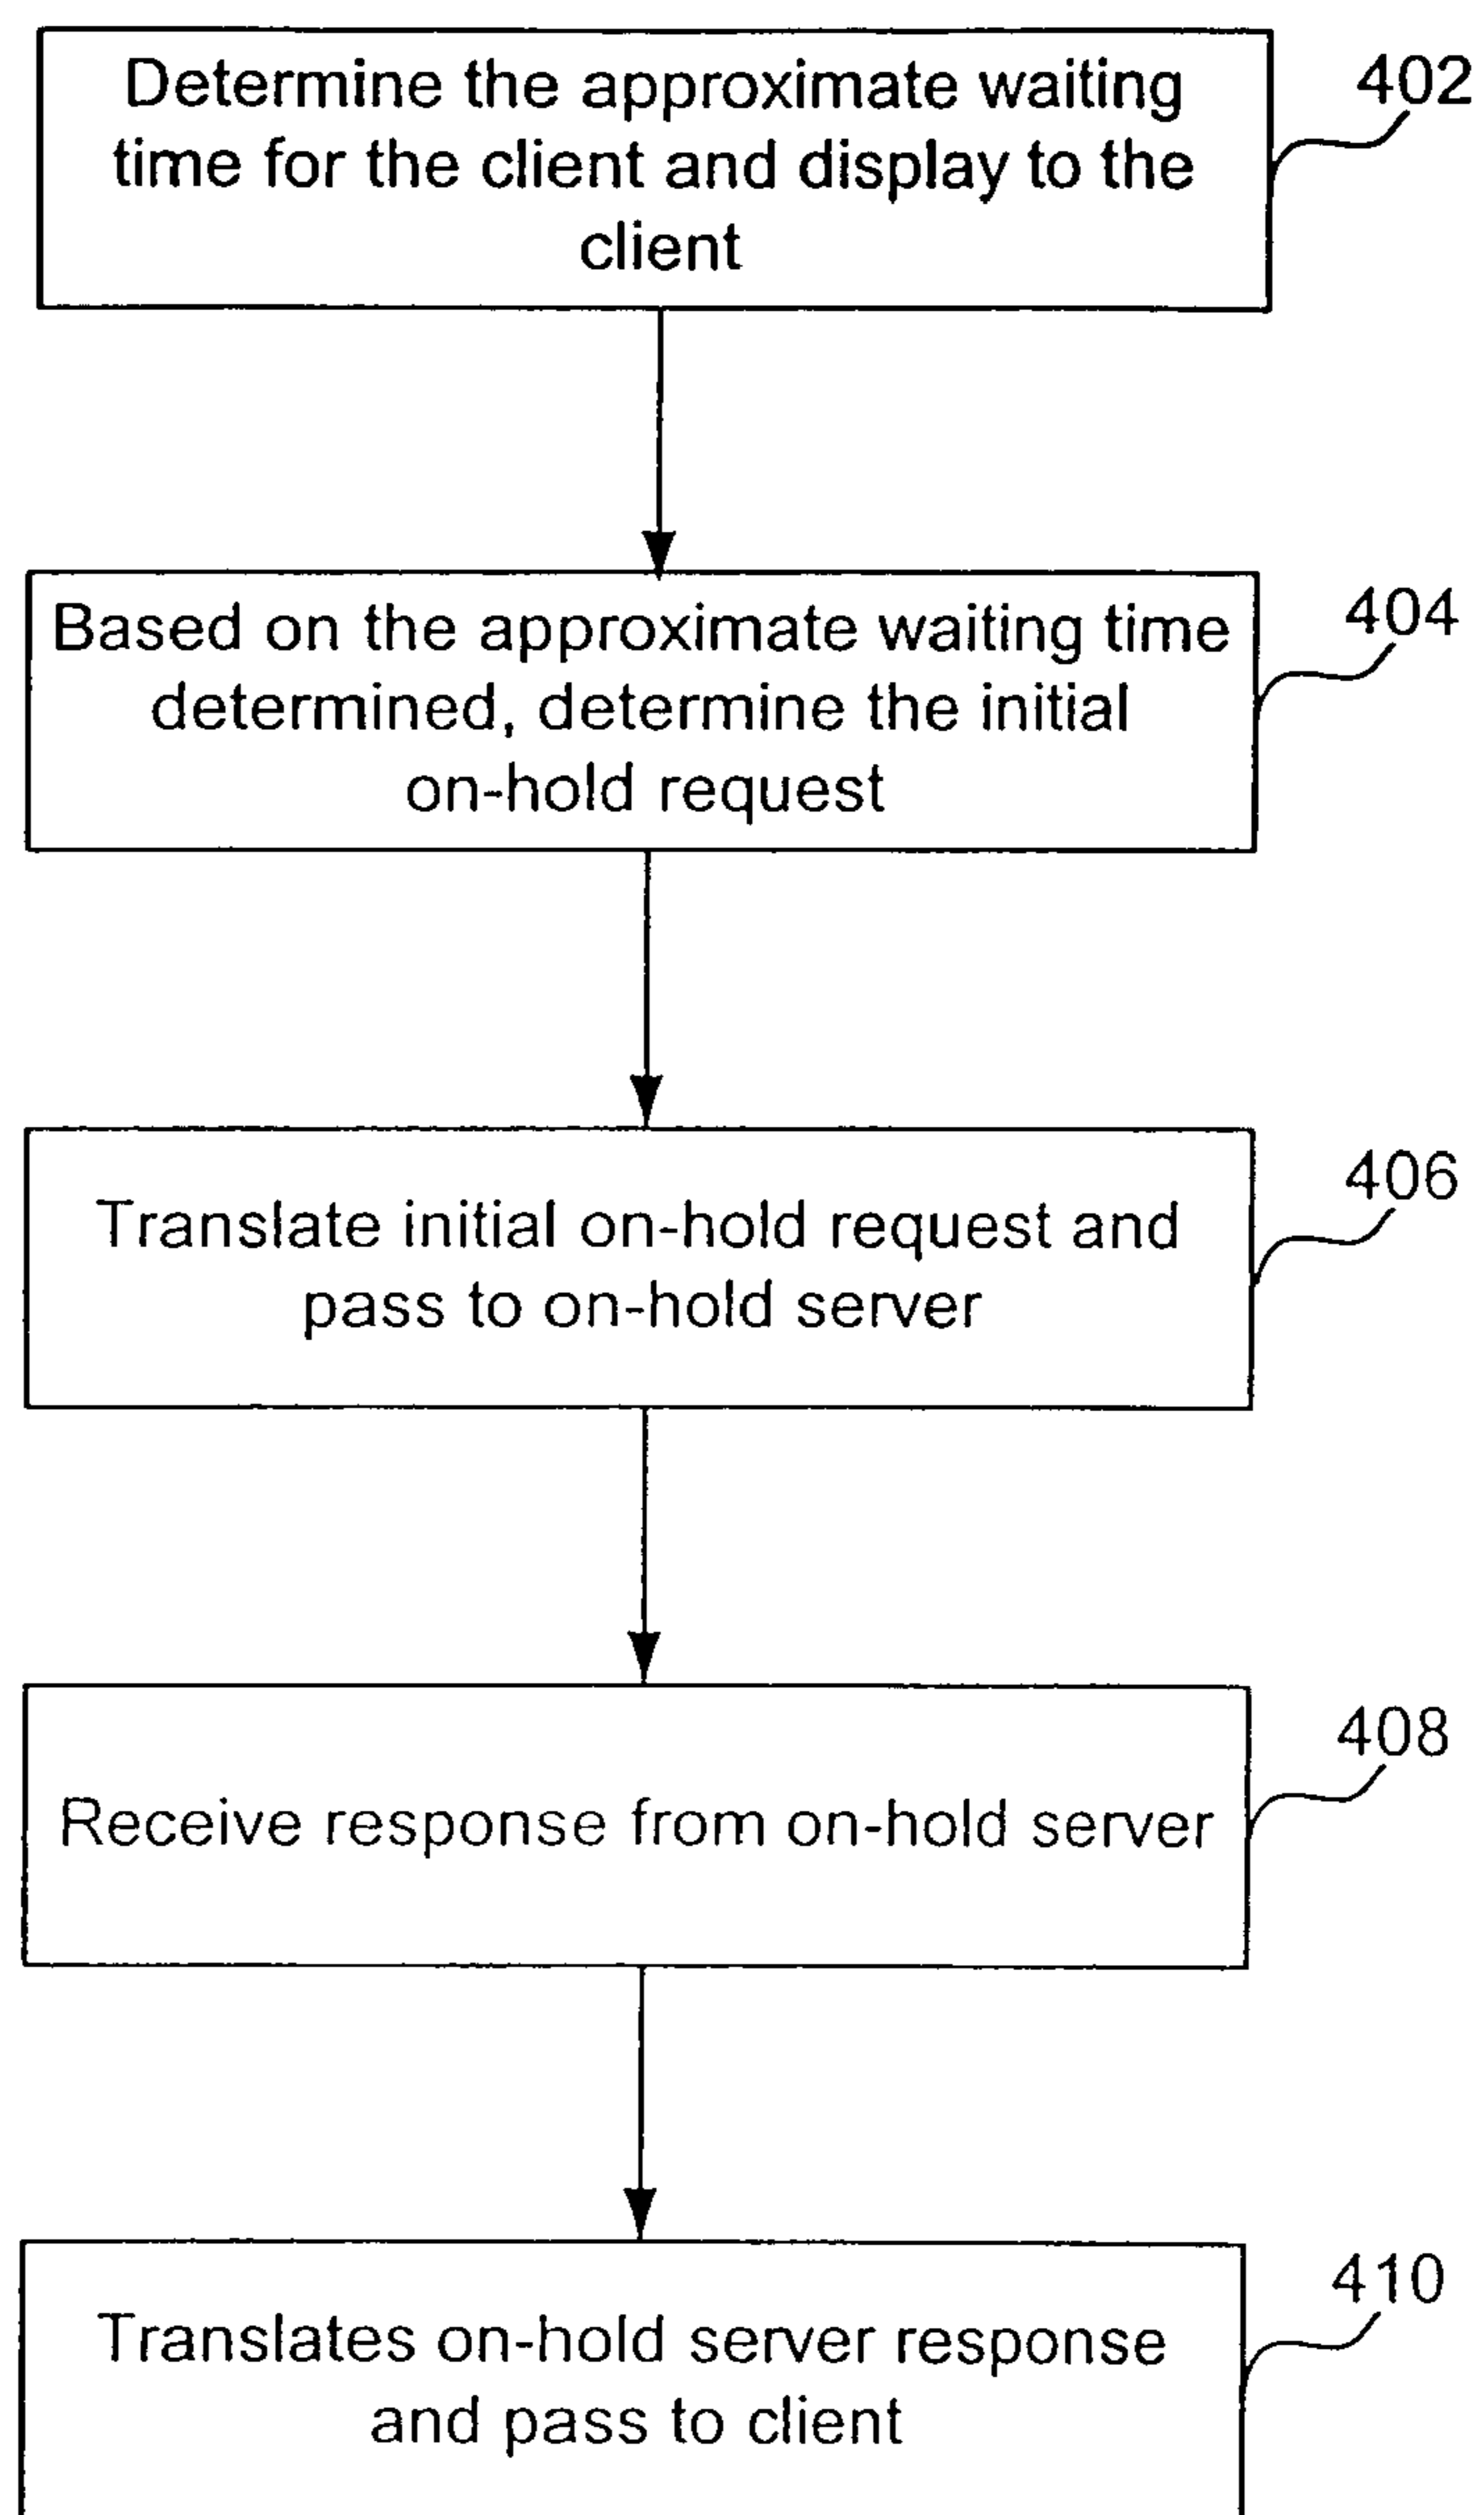 Determine the approximate waiting
time for the client and display to the
client
402
Based on the approximate waiting time
determined, determine the initial
on-hold request
404
Translate initial on-hold request and
pass to on-hold server
406
Receive response from on-hold server
408
Translates on-hold server response
and pass to client
410